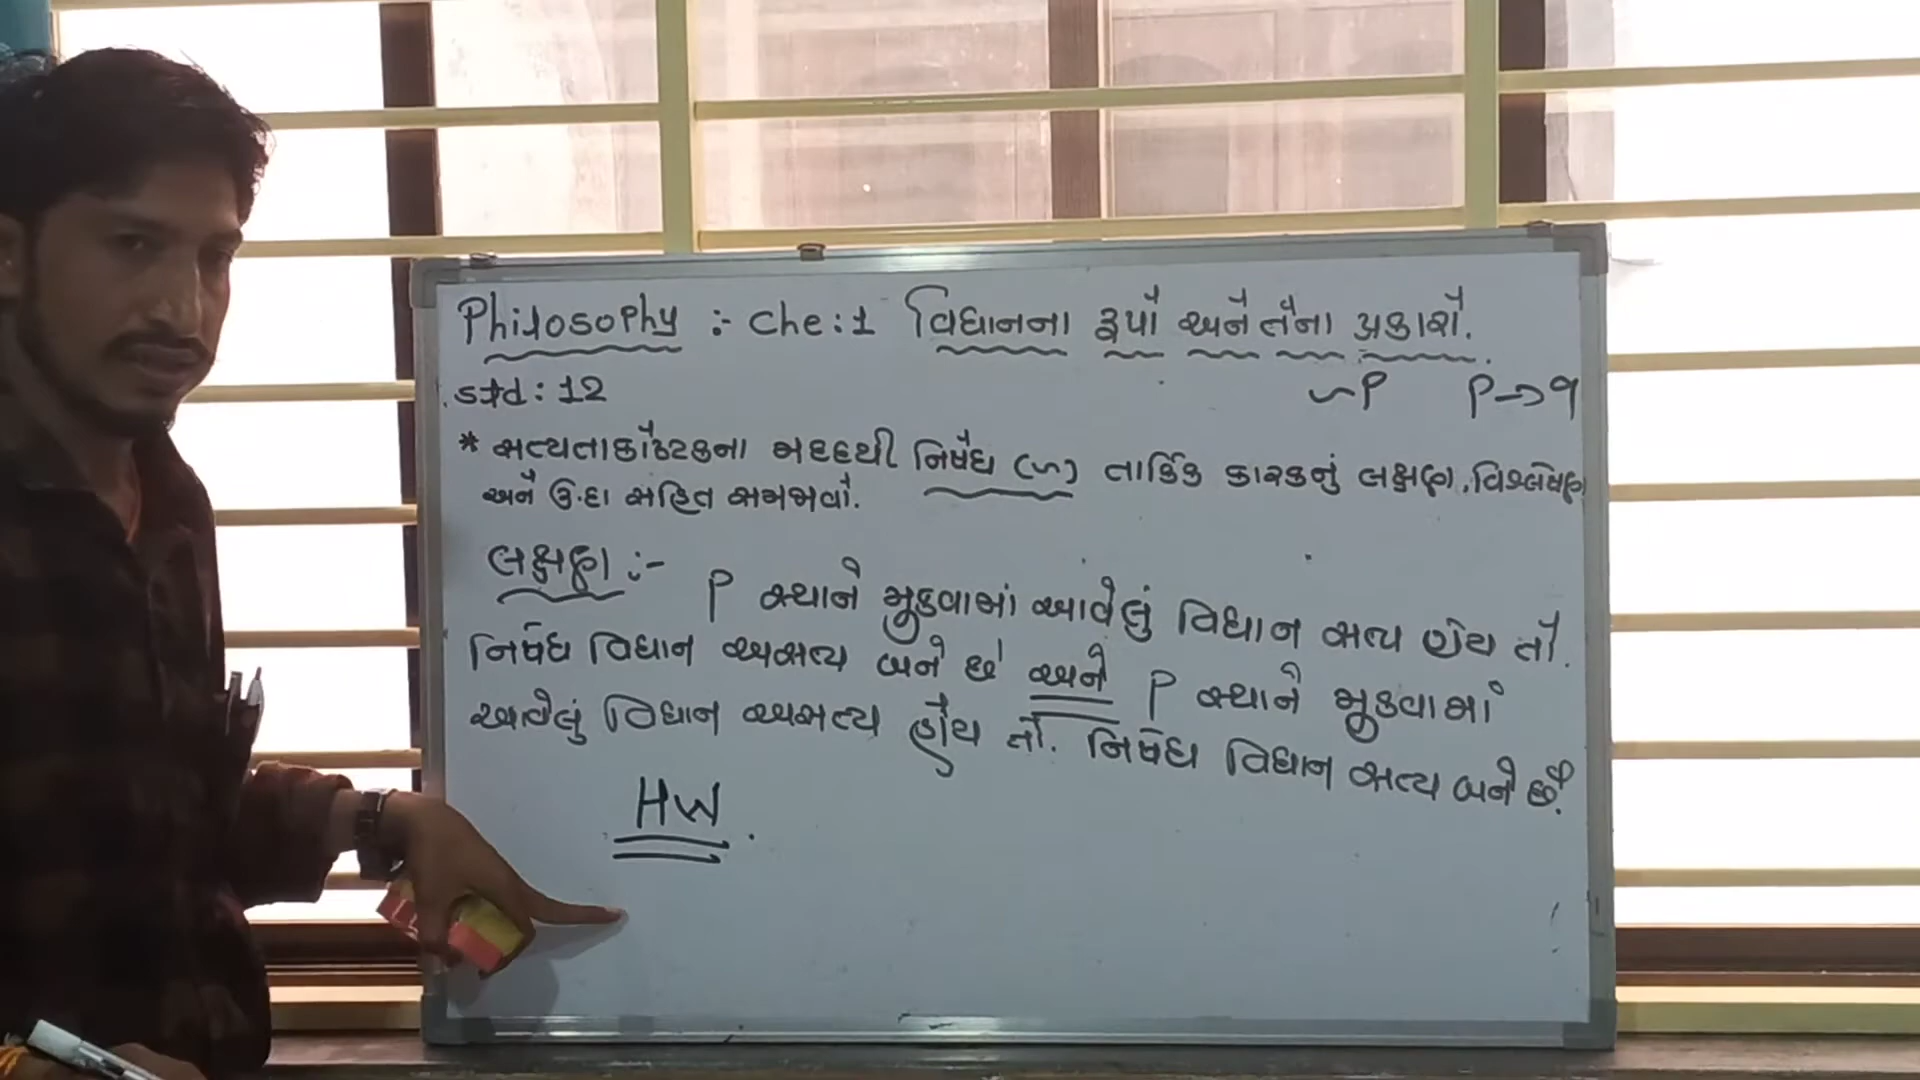 Philosophy :- Che:1 વિધાનના રૂપો અને તેના પ્રકારો.
std : 12
~P P→q
* સત્યતાકોષ્ટકના મદદથી નિષેધ (~) તાર્કિક કારકનું લક્ષણ, વિશ્લેષણ
અને ઉ.દા સહિત સમજાવો.
લક્ષણ :-
P સ્થાને મુકવામાં આવેલું વિધાન સત્ય હોય તો.
નિષેધ વિધાન અસત્ય બને છે અને P સ્થાને મુકવામાં
આવેલું વિધાન અસત્ય હોય તો. નિષેધ વિધાન સત્ય બને છે.
HW